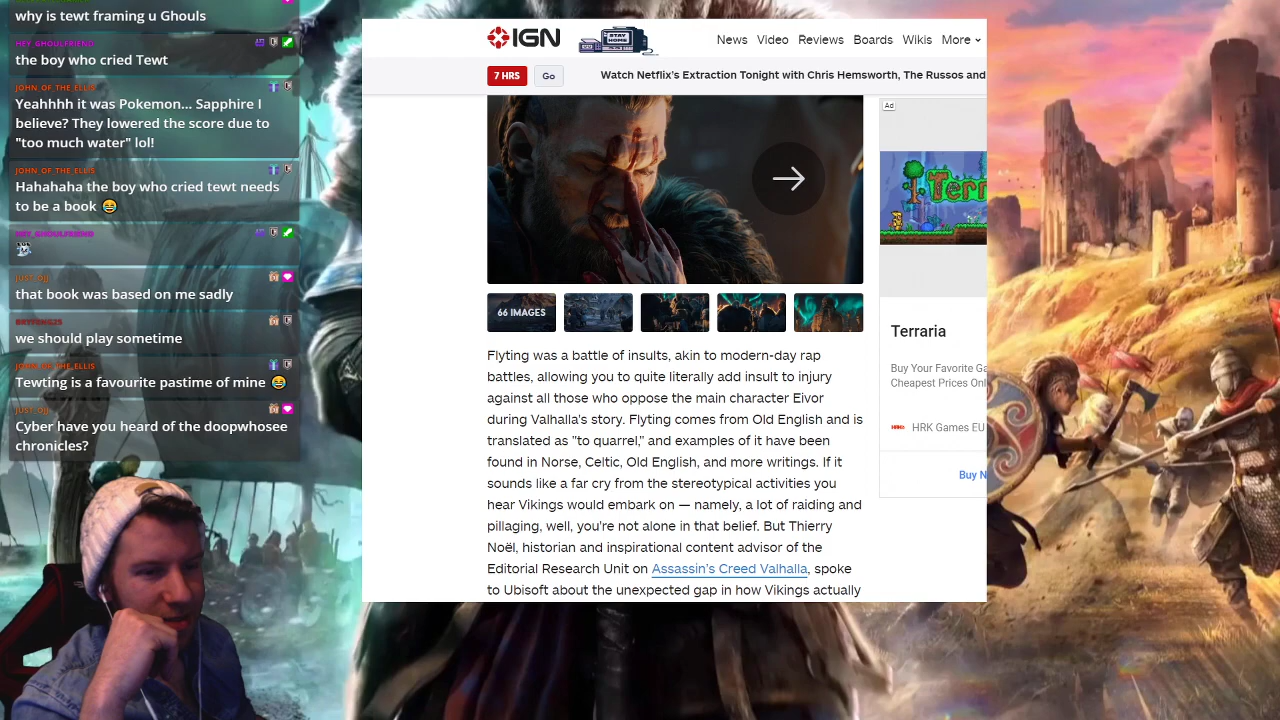 why is tewt framing u Ghouls
HEY_GHOULFRIEND
the boy who cried Tewt
JOHN_OF_THE_ELLIS
Yeahhhh it was Pokemon... Sapphire I
believe? They lowered the score due to
"too much water" lol!
JOHN_OF_THE_ELLIS
Hahahaha the boy who cried tewt needs
to be a book 😂
HEY_GHOULFRIEND
JUST_OJJ
that book was based on me sadly
we should play sometime
JOHN_OF_THE_ELLIS
Tewting is a favourite pastime of mine 😂
JUST_OJJ
Cyber have you heard of the doopwhosee
chronicles?
IGN
STAY
HOME
News Video Reviews Boards Wikis More
7 HRS
Go
Watch Netflix's Extraction Tonight with Chris Hemsworth, The Russos and
66 IMAGES
Flyting was a battle of insults, akin to modern-day rap
battles, allowing you to quite literally add insult to injury
against all those who oppose the main character Eivor
during Valhalla's story. Flyting comes from Old English and is
translated as "to quarrel," and examples of it have been
found in Norse, Celtic, Old English, and more writings. If it
sounds like a far cry from the stereotypical activities you
hear Vikings would embark on — namely, a lot of raiding and
pillaging, well, you're not alone in that belief. But Thierry
Noël, historian and inspirational content advisor of the
Editorial Research Unit on Assassin's Creed Valhalla, spoke
to Ubisoft about the unexpected gap in how Vikings actually
Ad
Terr
Terraria
Buy Your Favorite Ga
Cheapest Prices Onl
HRK Games EU
Buy N